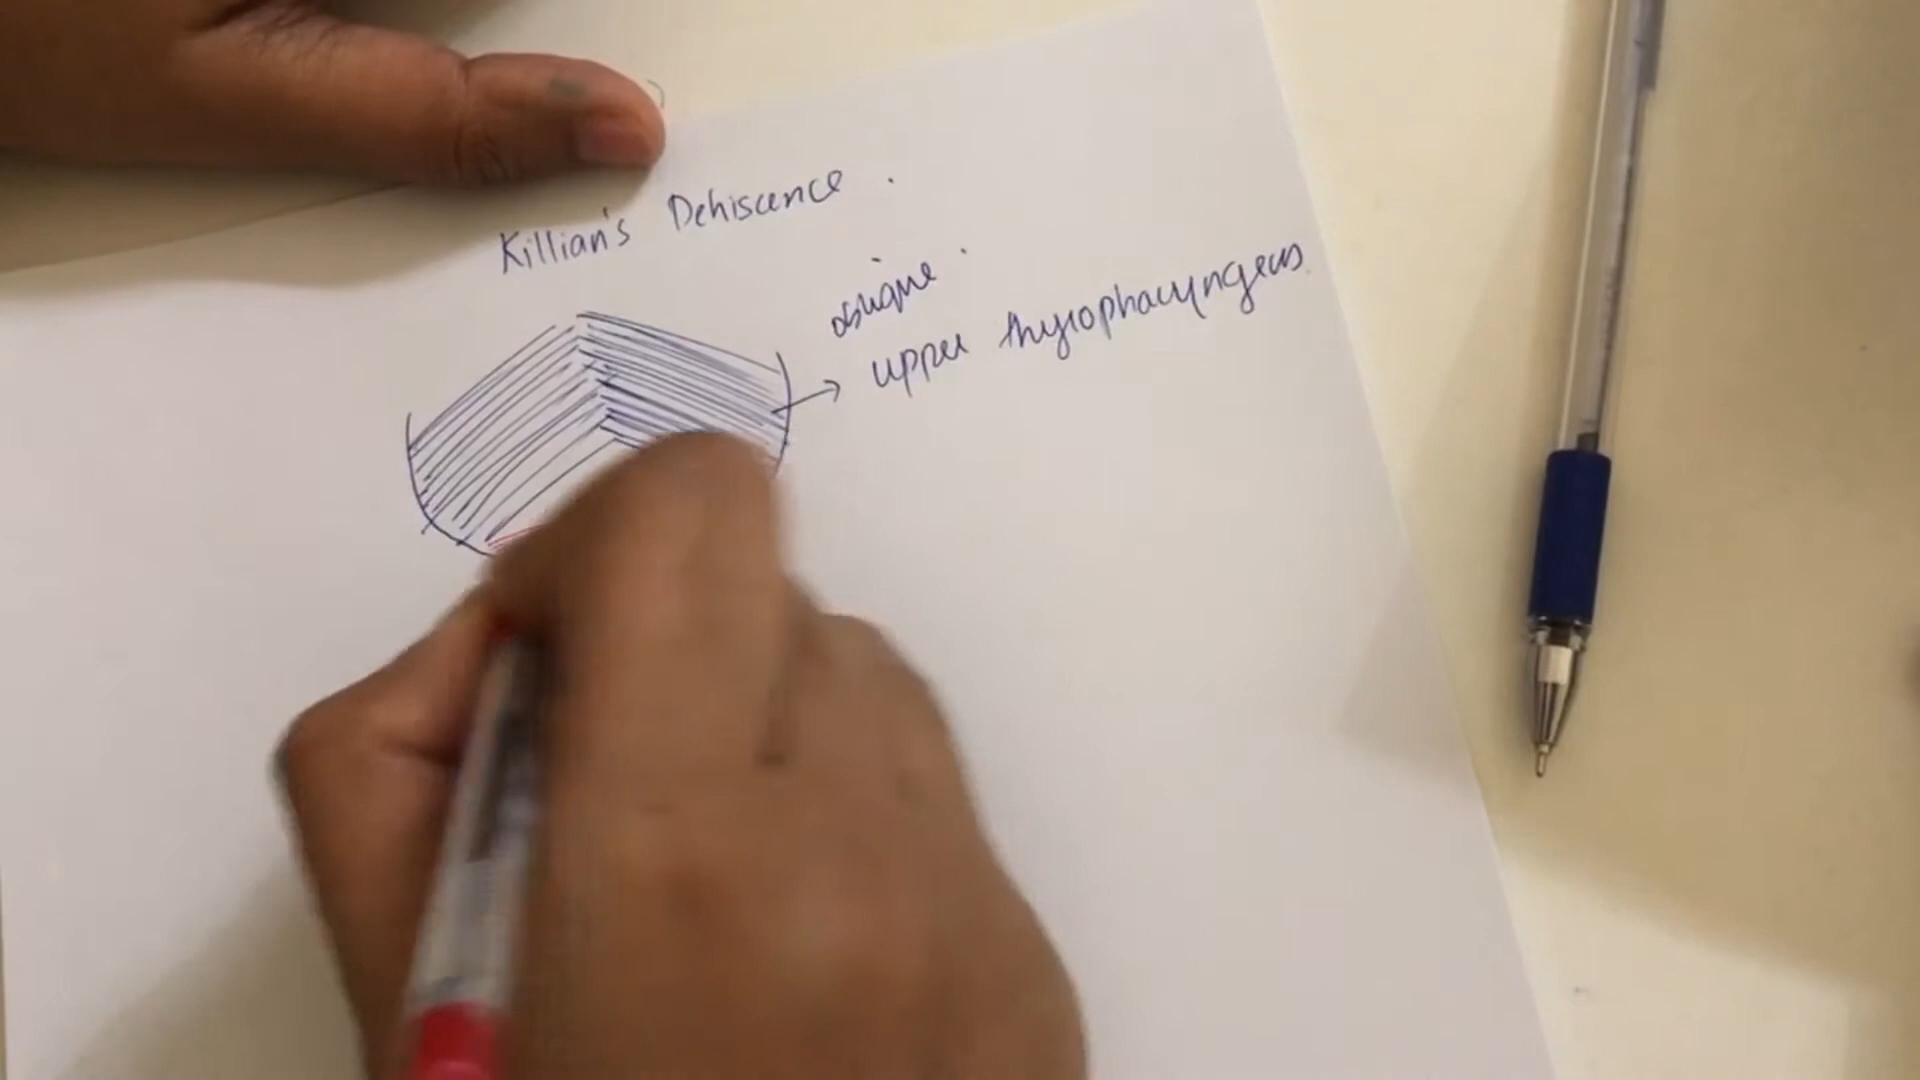 Killian's Dehiscence .
oblique .
upper thyropharyngeus